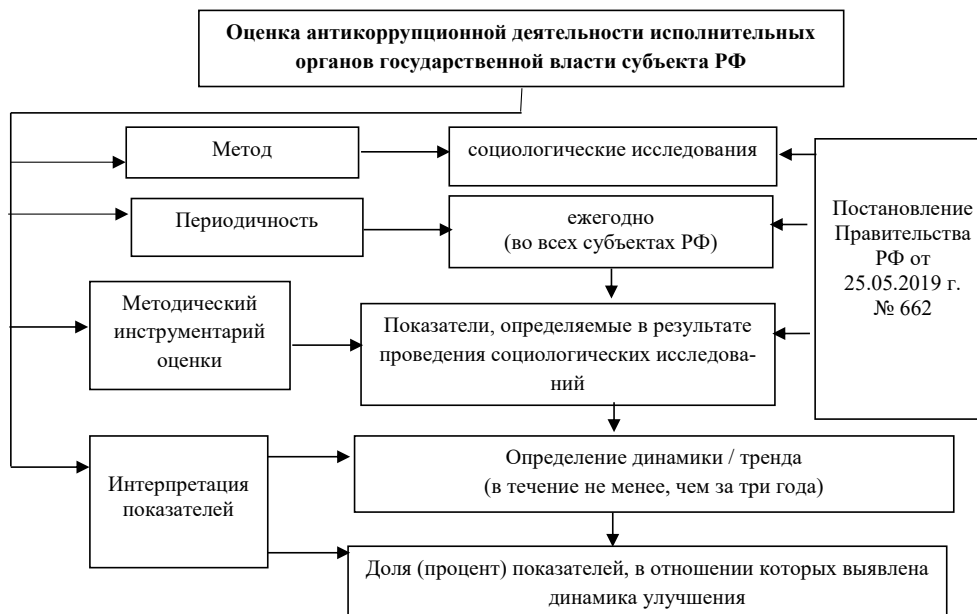 Оценка антикоррупционной деятельности исполнительных
органов государственной власти субъекта РФ
Метод
социологические исследования
Периодичность
ежегодно
(во всех субъектах РФ)
Постановление
Правительства
РФ от
25.05.2019 г.
№ 662
Методический
инструментарий
оценки
Показатели, определяемые в результате
проведения социологических исследова-
ний
Интерпретация
показателей
Определение динамики / тренда
(в течение не менее, чем за три года)
Доля (процент) показателей, в отношении которых выявлена
динамика улучшения